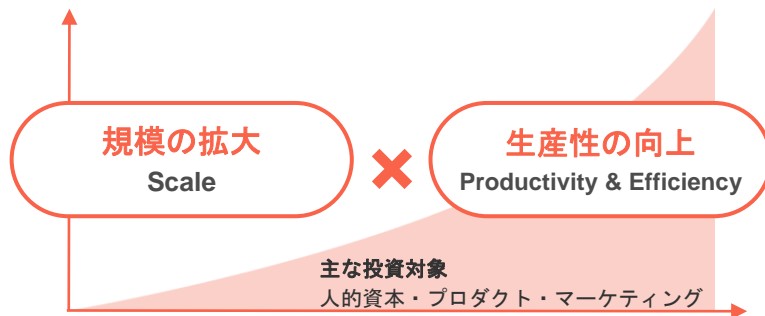 規模の拡大
Scale
生産性の向上
Productivity & Efficiency
主な投資対象
人的資本・プロダクト・マーケティング